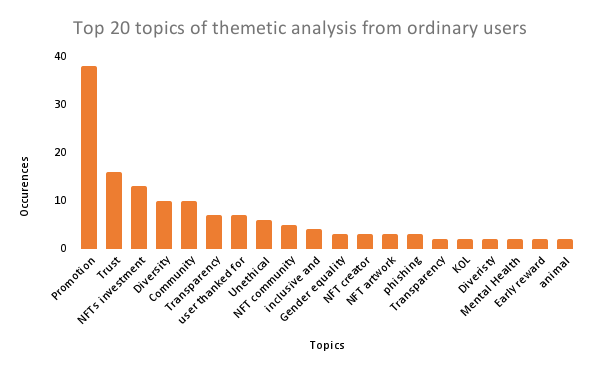 Top 20 topics of themetic analysis from ordinary users
40
30
20
10
0
Occurences
Promotion
Trust
NFTs investment
Diversity
Community
Transparency
user thanked for
Unethical
NFT community
inclusive and
Gender equality
NFT creator
NFT artwork
phishing
Transparency
KOL
Diveristy
Mental Health
Early reward
animal
Topics